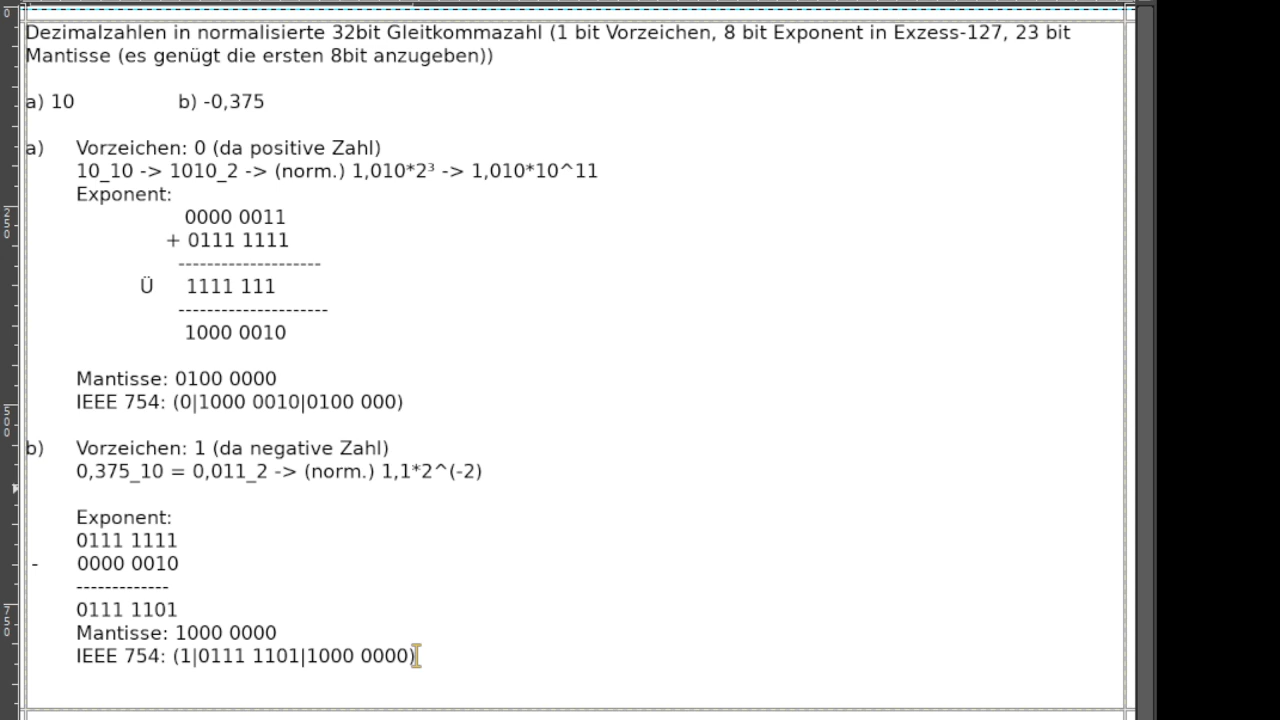 Dezimalzahlen in normalisierte 32bit Gleitkommazahl (1 bit Vorzeichen, 8 bit Exponent in Exzess-127, 23 bit
Mantisse (es genügt die ersten 8bit anzugeben))
a) 10 b) -0,375
a) Vorzeichen: 0 (da positive Zahl)
10_10 -> 1010_2 -> (norm.) 1,010*2³ -> 1,010*10^11
Exponent:
0000 0011
+ 0111 1111
--------------------
Ü 1111 111
---------------------
1000 0010
Mantisse: 0100 0000
IEEE 754: (0|1000 0010|0100 000)
b) Vorzeichen: 1 (da negative Zahl)
0,375_10 = 0,011_2 -> (norm.) 1,1*2^(-2)
Exponent:
0111 1111
- 0000 0010
-------------
0111 1101
Mantisse: 1000 0000
IEEE 754: (1|0111 1101|1000 0000)
0
250
500
750